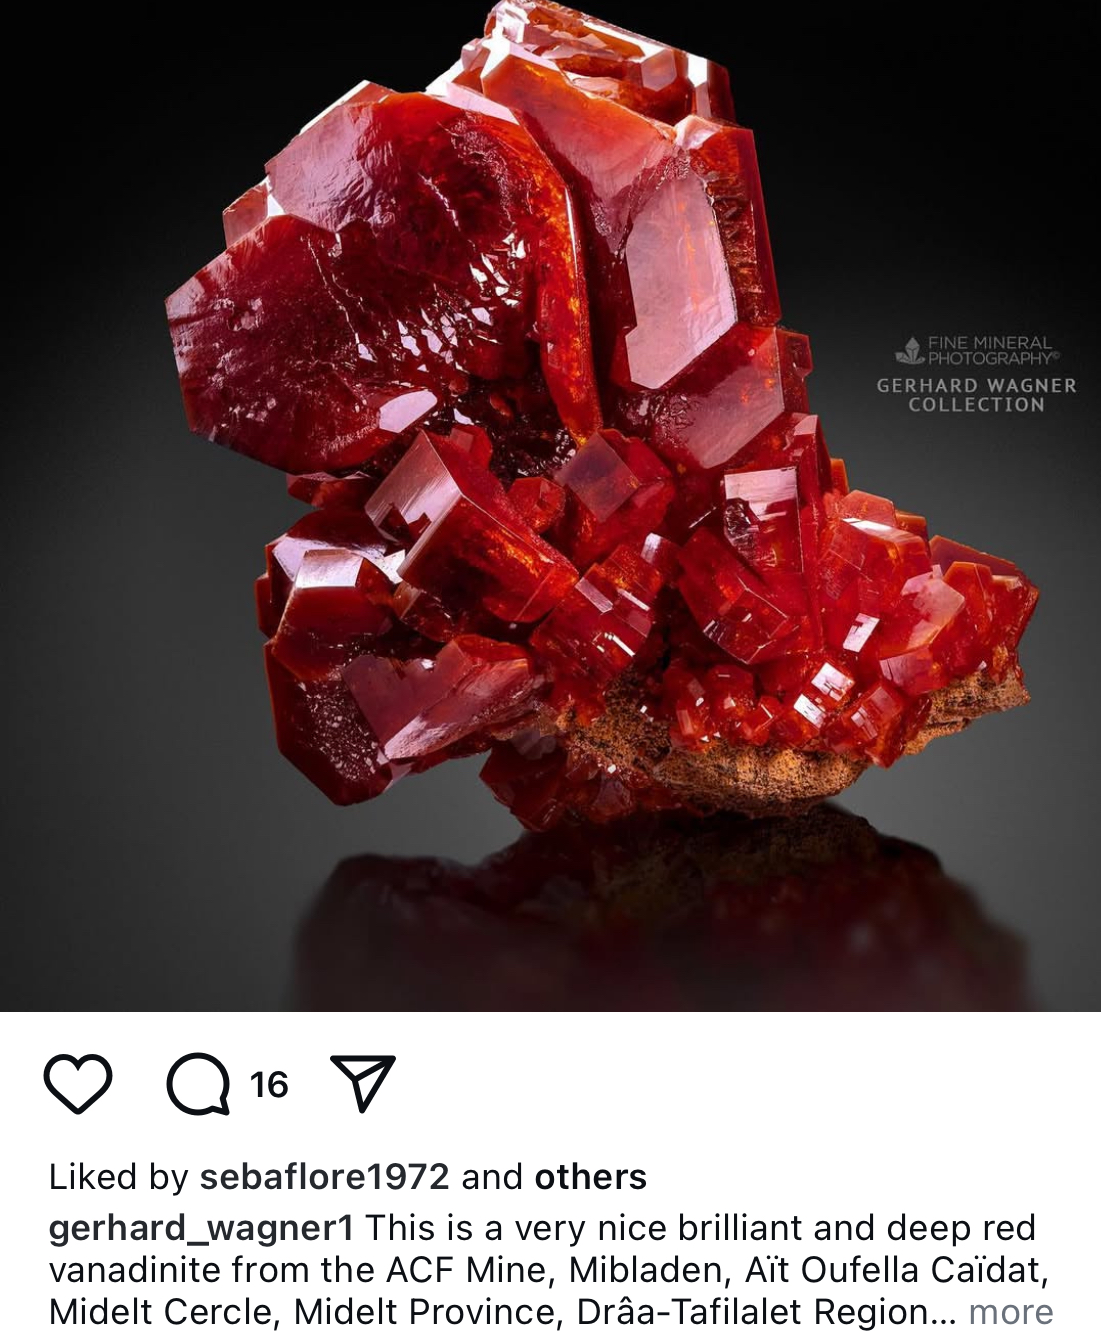 FINE MINERAL
PHOTOGRAPHY©
GERHARD WAGNER
COLLECTION
16
Liked by sebaflore1972 and others
gerhard_wagner1 This is a very nice brilliant and deep red
vanadinite from the ACF Mine, Mibladen, Aït Oufella Caïdat,
Midelt Cercle, Midelt Province, Drâa-Tafilalet Region... more